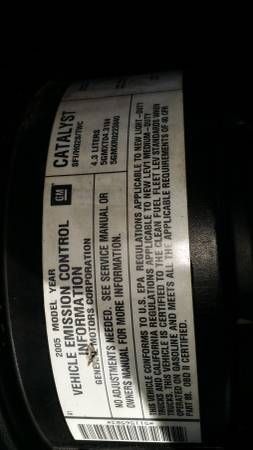 2005 MODEL YEAR
VEHICLE EMISSION CONTROL
INFORMATION
GENERAL MOTORS CORPORATION
GM
CATALYST
4.3 LITERS
NO ADJUSTMENTS NEEDED. SEE SERVICE MANUAL OR
OWNERS MANUAL FOR MORE INFORMATION.
THIS VEHICLE CONFORMS TO U.S. EPA REGULATIONS APPLICABLE TO NEW LIGHT-DUTY
TRUCKS AND CALIFORNIA REGULATIONS APPLICABLE TO NEW LEV1 MEDIUM-DUTY
TRUCKS. THIS VEHICLE IS CERTIFIED TO THE CLEAN FUEL FLEET LEV STANDARDS WHEN
OPERATED ON GASOLINE AND MEETS ALL THE APPLICABLE REQUIREMENTS OF 40 CFR
PART 88. OBD II CERTIFIED.